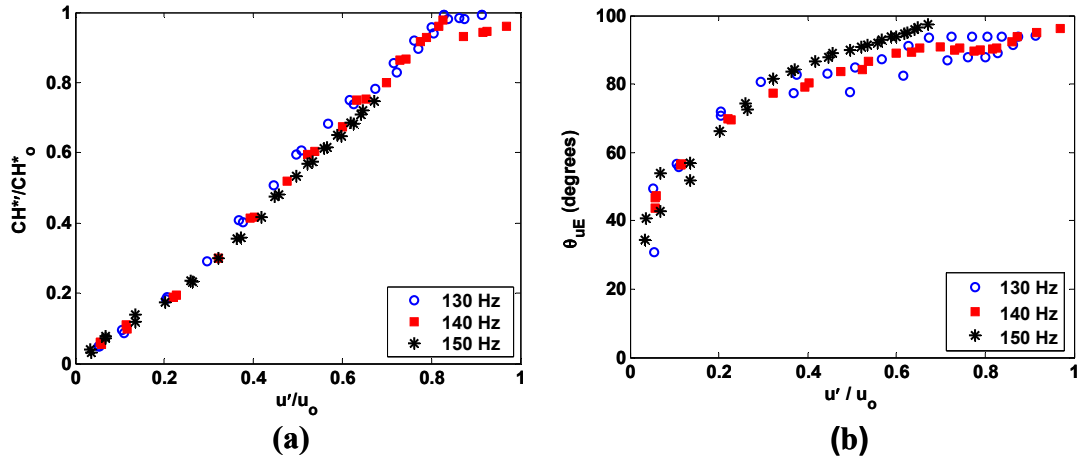 1
0.8
0.6
0.4
0.2
0
0 0.2 0.4 0.6 0.8 1
CH*'/CH*o
u'/uo
130 Hz
140 Hz
150 Hz
(a)
100
80
60
40
20
0
0 0.2 0.4 0.6 0.8 1
θuE (degrees)
u' / uo
130 Hz
140 Hz
150 Hz
(b)